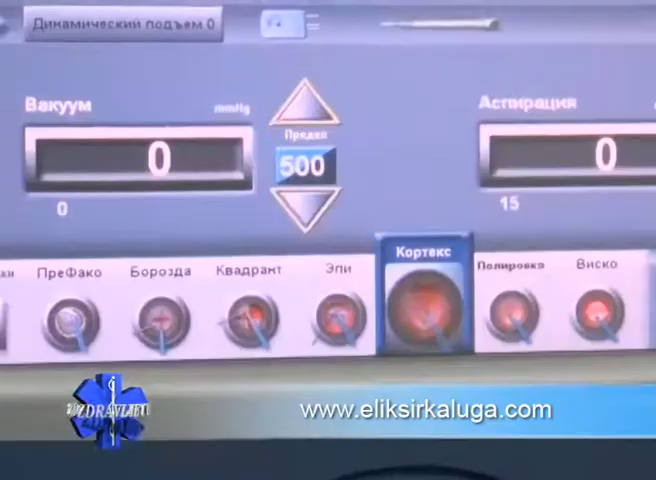 Динамический подъем 0
Вакуум
mmHg
0
0
Предел
500
Аспирация
0
15
ПреФако
Борозда
Квадрант
Эпи
Кортекс
Полировка
Виско
www.eliksirkaluga.com